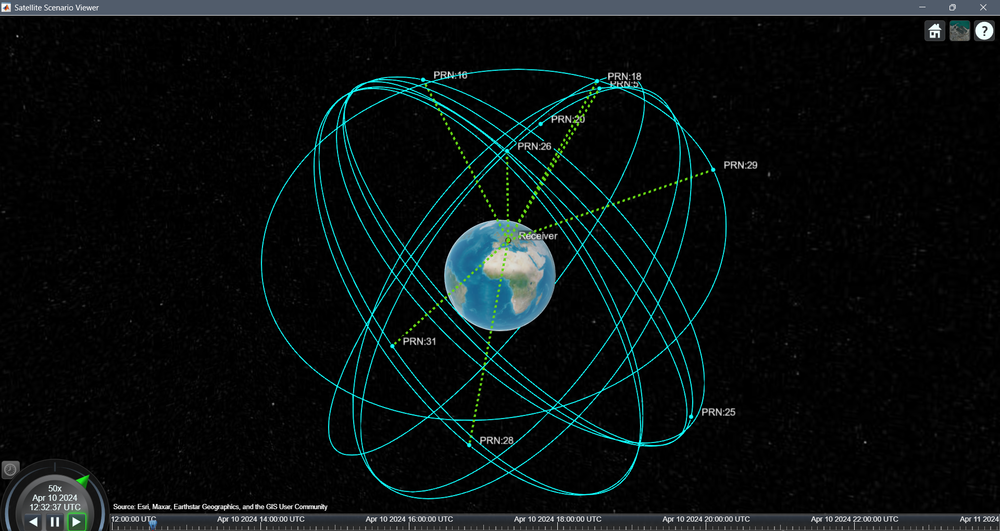 Satellite Scenario Viewer
?
PRN:16
PRN:18
PRN:5
PRN:20
PRN:26
PRN:29
Receiver
PRN:31
PRN:25
PRN:28
50x
Apr 10 2024
12:32:37 UTC
Source: Esri, Maxar, Earthstar Geographics, and the GIS User Community
12:00:00 UTC Apr 10 2024 14:00:00 UTC Apr 10 2024 16:00:00 UTC Apr 10 2024 18:00:00 UTC Apr 10 2024 20:00:00 UTC Apr 10 2024 22:00:00 UTC Apr 11 2024